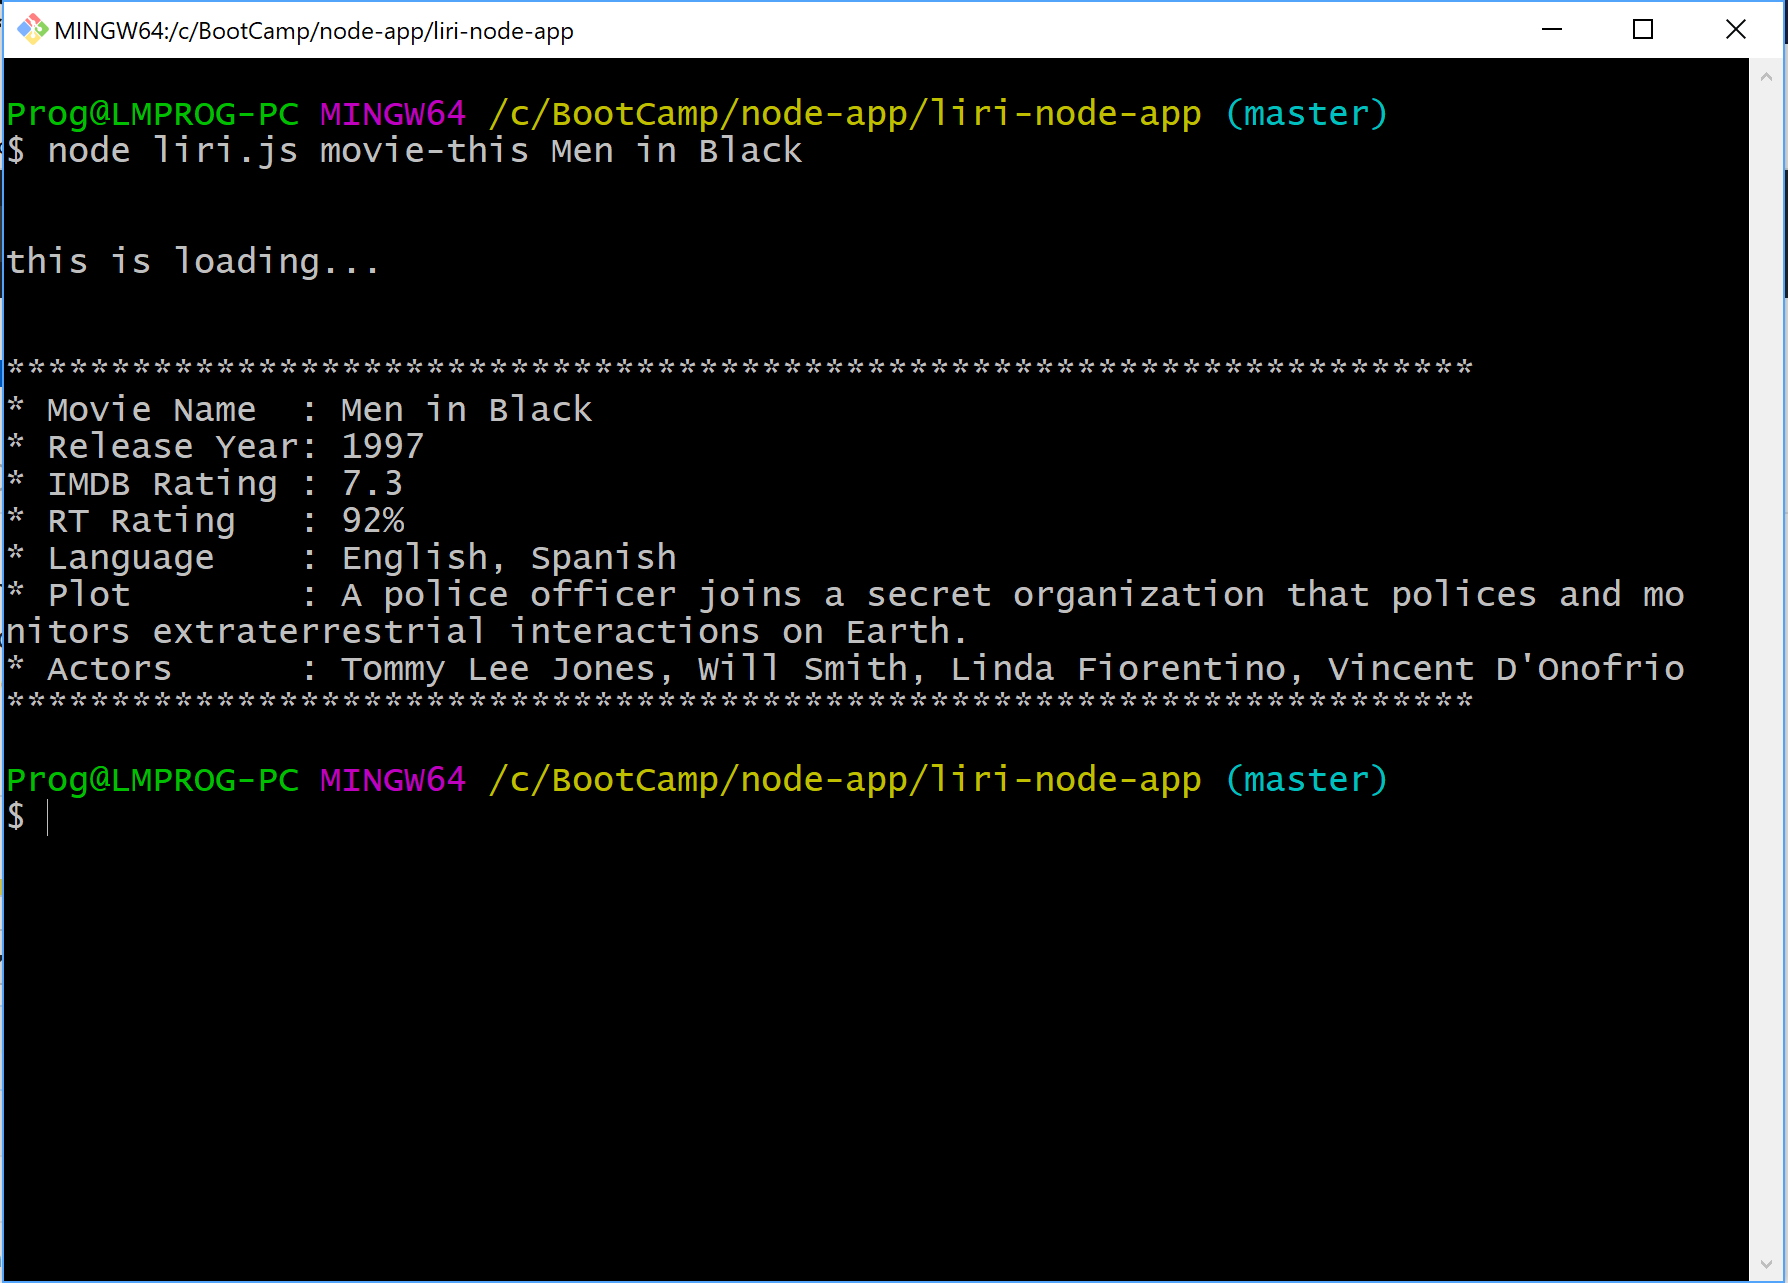 MINGW64:/c/BootCamp/node-app/liri-node-app
Prog@LMPROG-PC MINGW64 /c/BootCamp/node-app/liri-node-app (master)
$ node liri.js movie-this Men in Black
this is loading...
**********************************************************************
* Movie Name  : Men in Black
* Release Year: 1997
* IMDB Rating : 7.3
* RT Rating   : 92%
* Language    : English, Spanish
* Plot        : A police officer joins a secret organization that polices and mo
nitors extraterrestrial interactions on Earth.
* Actors      : Tommy Lee Jones, Will Smith, Linda Fiorentino, Vincent D'Onofrio
**********************************************************************
Prog@LMPROG-PC MINGW64 /c/BootCamp/node-app/liri-node-app (master)
$